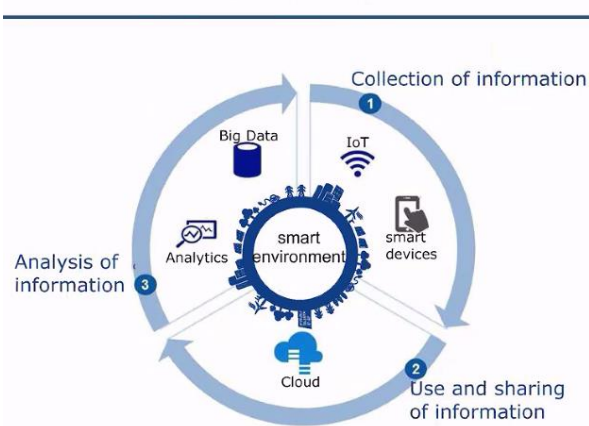 Collection of information
1
Big Data
IoT
smart
environment
smart
devices
Analytics
Analysis of
information
3
Cloud
2
Use and sharing
of information